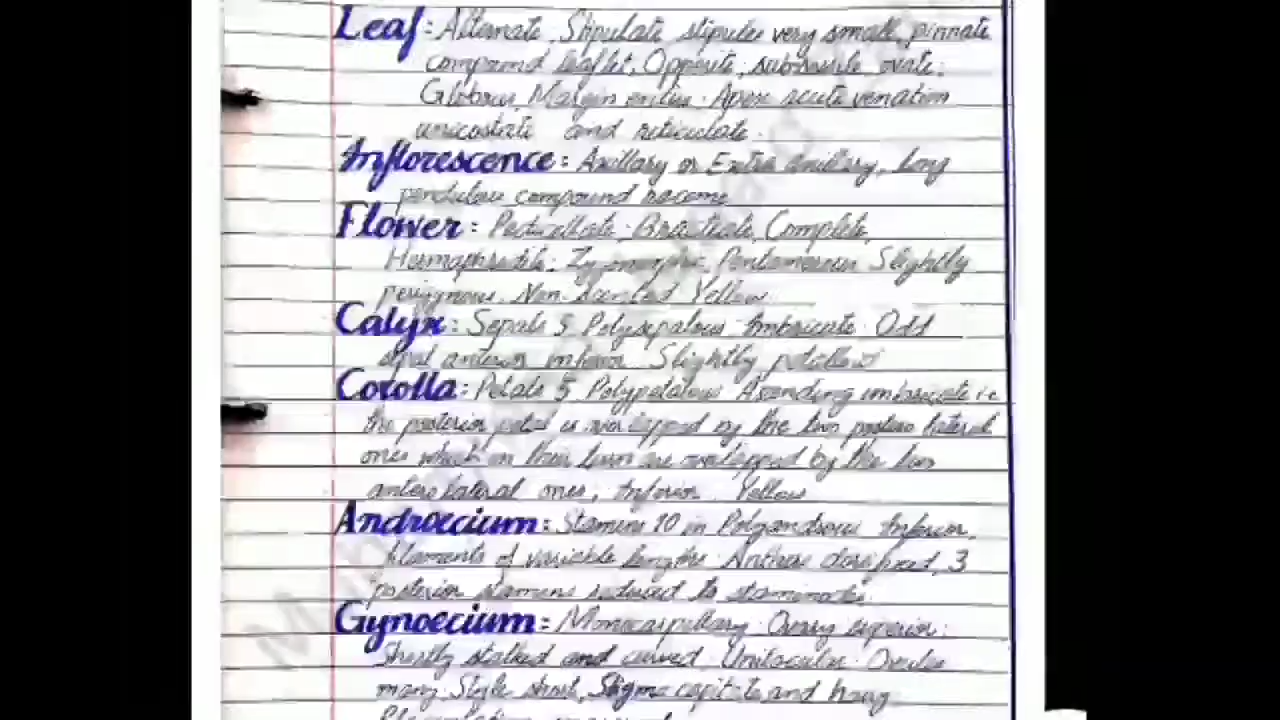 Leaf: Alternate, Stipulate stipules very small, pinnate
compound leaflet, Opposite, subsessile ovate,
Glabrous, Margin entire. Apex acute venation
unicostate and reticulate.
Inflorescence: Axillary or Extra axillary, long
pendulous compound raceme
Flower: Pedicellate, Bracteate, Complete,
Hermaphrodite, Zygomorphic, Pentamerous Slightly
perigynous, Non-Scented Yellow
Calyx: Sepals 5 Polysepalous Imbricate Odd
sepal anterior inferior Slightly
Corolla: Petals 5 Polypetalous Ascending imbricate i.e
the posterior petal is overlapped by the two postero lateral
ones which in their turn are overlapped by the two
antero lateral ones, Inferior Yellow
Androecium: Stamens 10 in Polyandrous Inferior,
filaments of variable lengths Anthers 3
posterior stamens reduced to
Gynoecium: Monocarpellary Ovary superior,
Shortly stalked and curved, Unilocular Ovules
many Style short, Stigma capitate and hairy